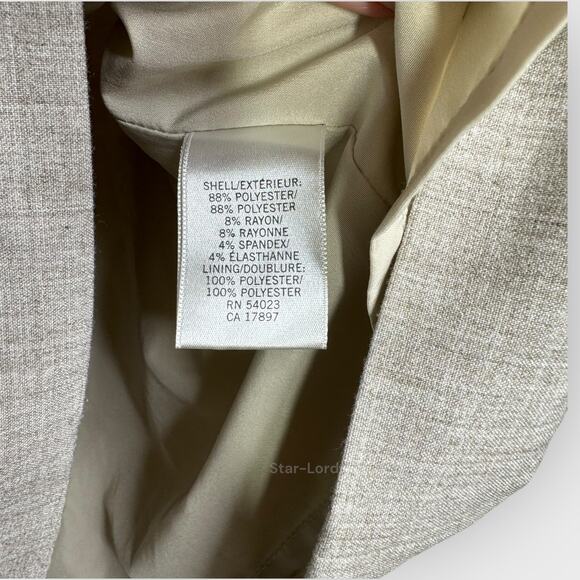 SHELL/EXTÉRIEUR:
88% POLYESTER/
88% POLYESTER
8% RAYON/
8% RAYONNE
4% SPANDEX/
4% ÉLASTHANNE
LINING/DOUBLURE:
100% POLYESTER/
100% POLYESTER
RN 54023
CA 17897
Star-Lord